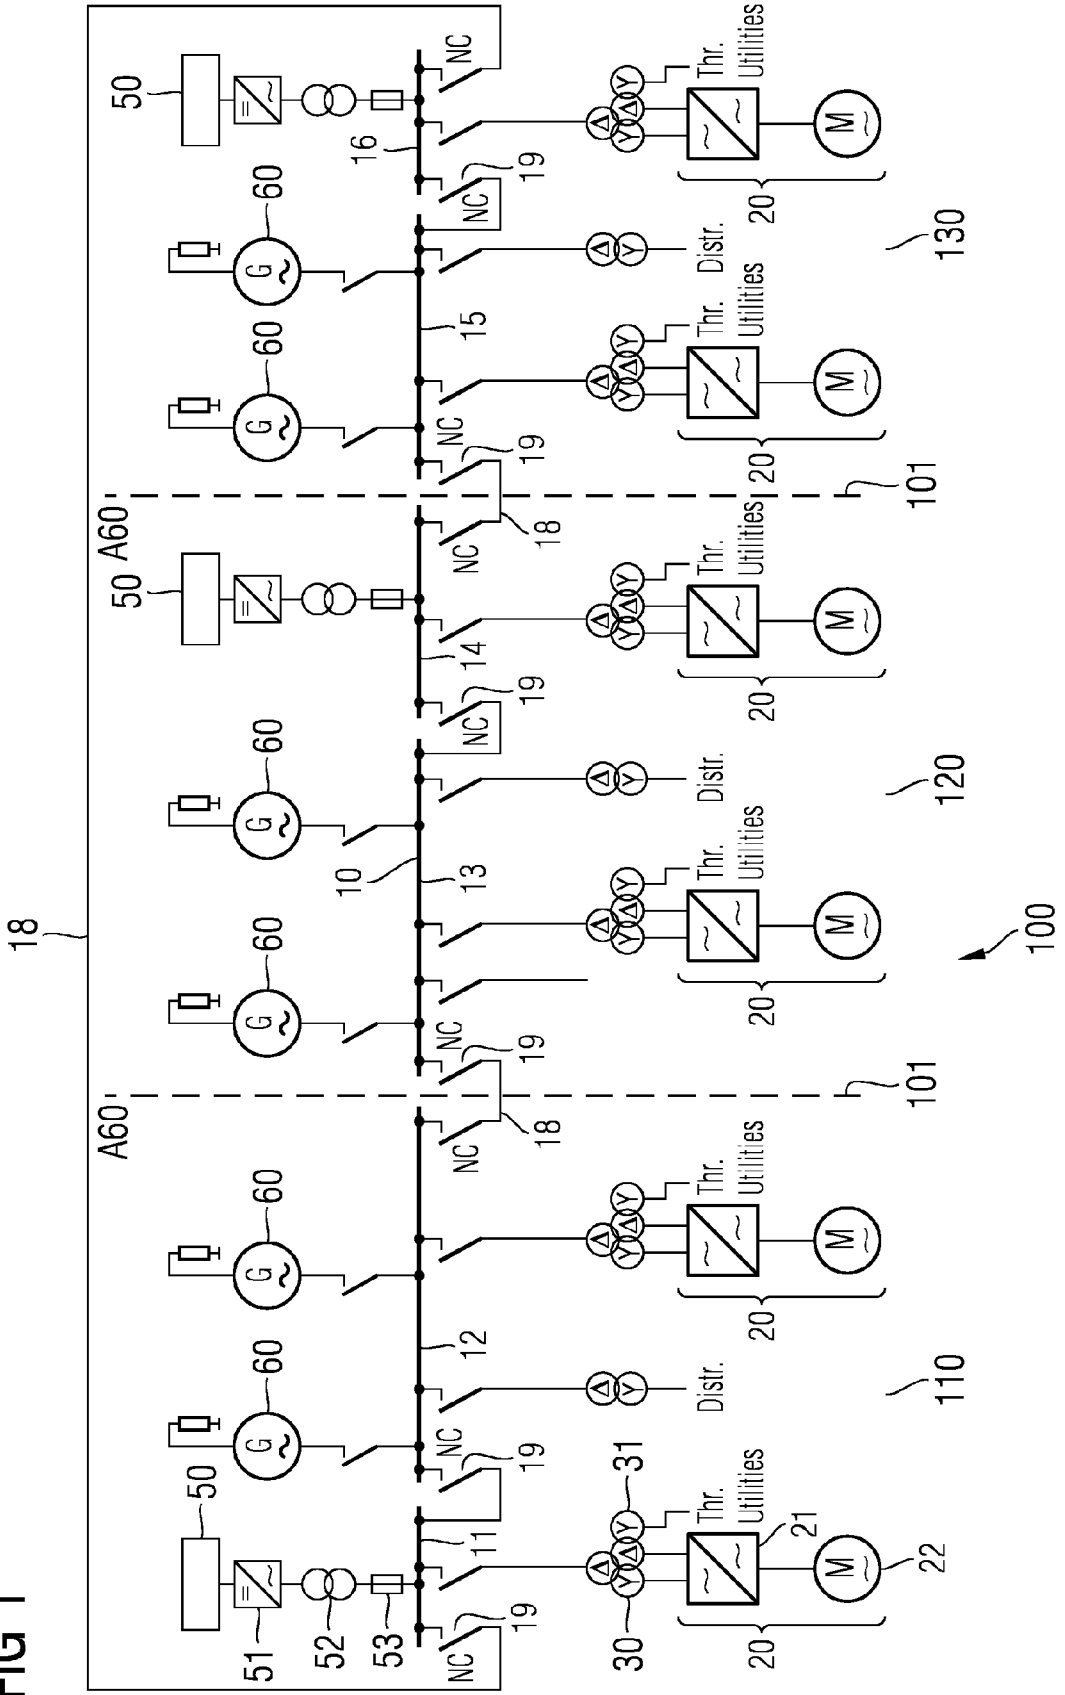 FIG 1
18
A60
A60
50
50
50
60
60
60
60
60
60
G
G
G
G
G
G
~
~
~
~
~
~
=
~
=
~
=
~
51
52
53
10
16
NC
NC
NC
NC
NC
NC
NC
NC
NC
11
12
13
14
15
19
19
19
19
19
19
18
18
Δ
Δ
Δ
Δ
Δ
Δ
Δ
Δ
Δ
30
Y Δ Y
31
Y
Y Δ Y
Y Δ Y
Y
Y Δ Y
Y Δ Y
Y
Y Δ Y
Thr.
Utilities
Distr.
Thr.
Utilities
Thr.
Utilities
Distr.
Thr.
Utilities
Thr.
Utilities
Distr.
Thr.
Utilities
~
~
21
~
~
~
~
~
~
~
~
~
~
20
20
20
20
20
20
M
~
22
M
~
M
~
M
~
M
~
M
~
101
101
110
120
130
100